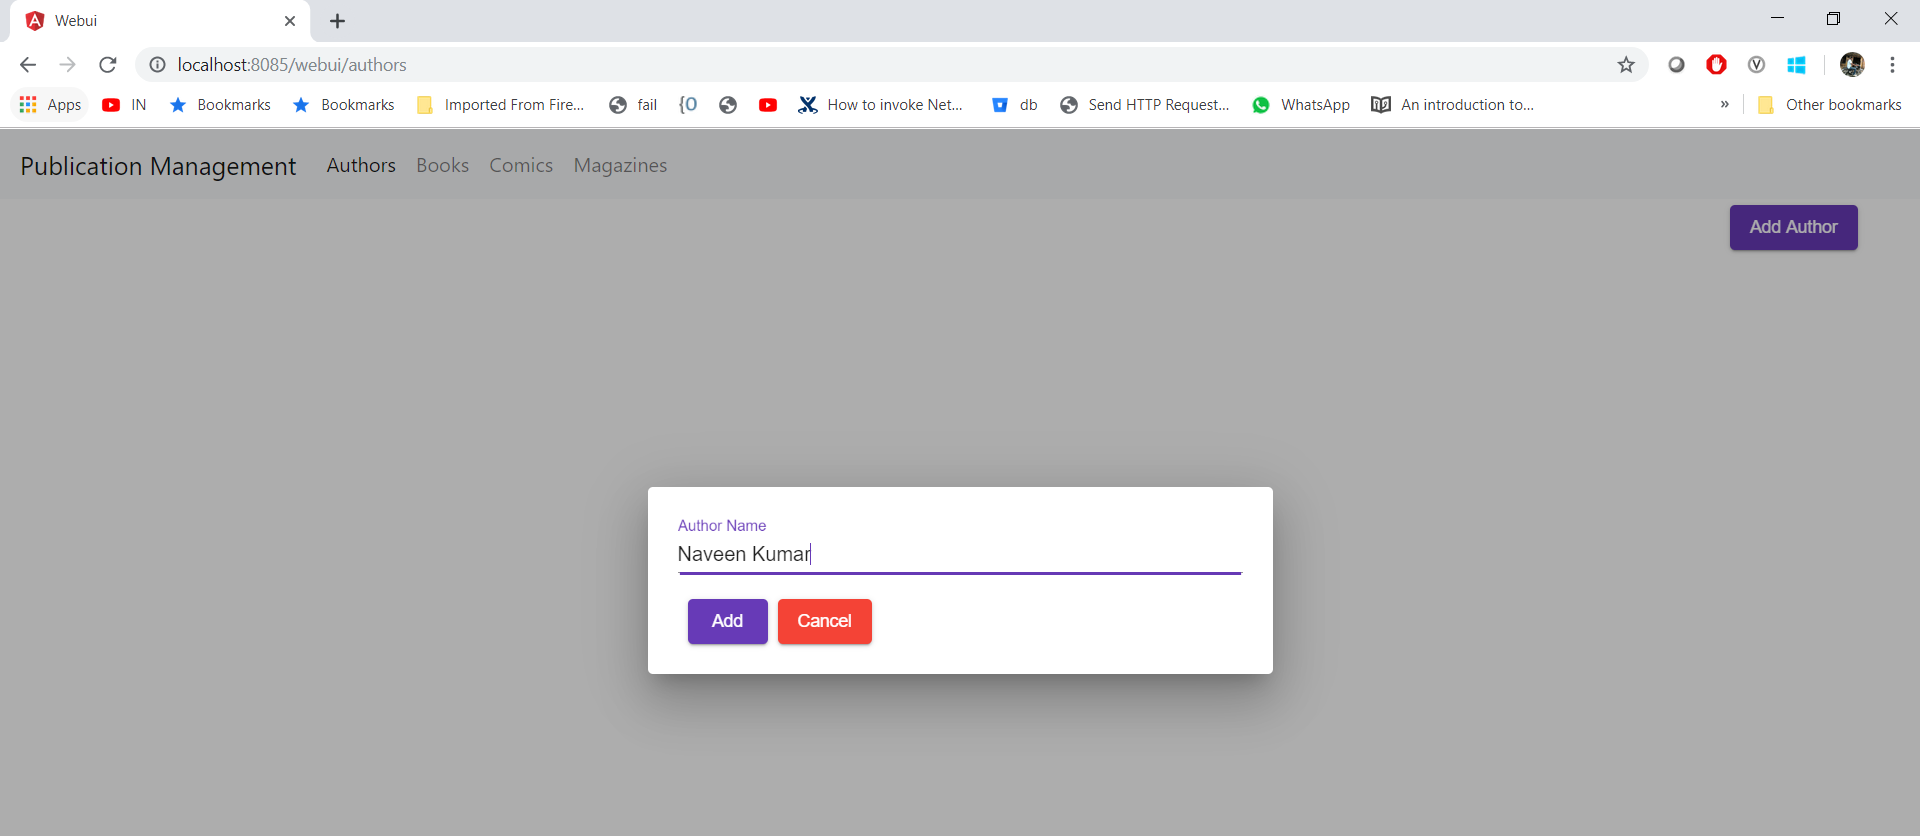 Webui
localhost:8085/webui/authors
Apps IN Bookmarks Bookmarks Imported From Fire... fail {O How to invoke Net... db Send HTTP Request... WhatsApp An introduction to... » Other bookmarks
Publication Management Authors Books Comics Magazines
Add Author
Author Name
Naveen Kumar
Add Cancel